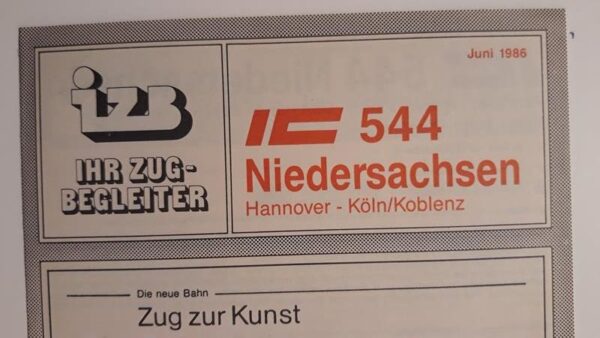 Juni 1986
izB
IHR ZUG-
BEGLEITER
IC 544
Niedersachsen
Hannover - Köln/Koblenz
Die neue Bahn
Zug zur Kunst